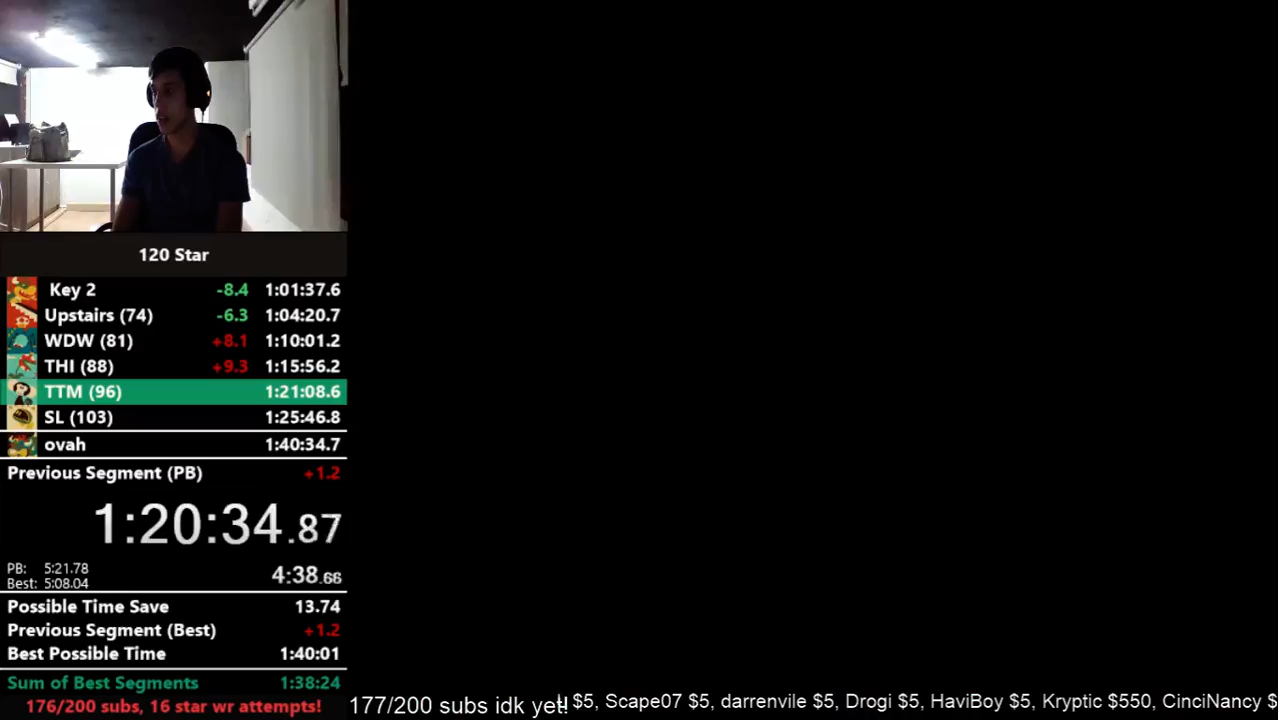 120 Star
Key 2 -8.4 1:01:37.6
Upstairs (74) -6.3 1:04:20.7
WDW (81) +8.1 1:10:01.2
THI (88) +9.3 1:15:56.2
TTM (96) 1:21:08.6
SL (103) 1:25:46.8
ovah 1:40:34.7
Previous Segment (PB) +1.2
1:20:34.87
PB: 5:21.78
Best: 5:08.04 4:38.66
Possible Time Save 13.74
Previous Segment (Best) +1.2
Best Possible Time 1:40:01
Sum of Best Segments 1:38:24
176/200 subs, 16 star wr attempts!
177/200 subs idk yet! $5, Scape07 $5, darrenvile $5, Drogi $5, HaviBoy $5, Kryptic $550, CinciNancy $